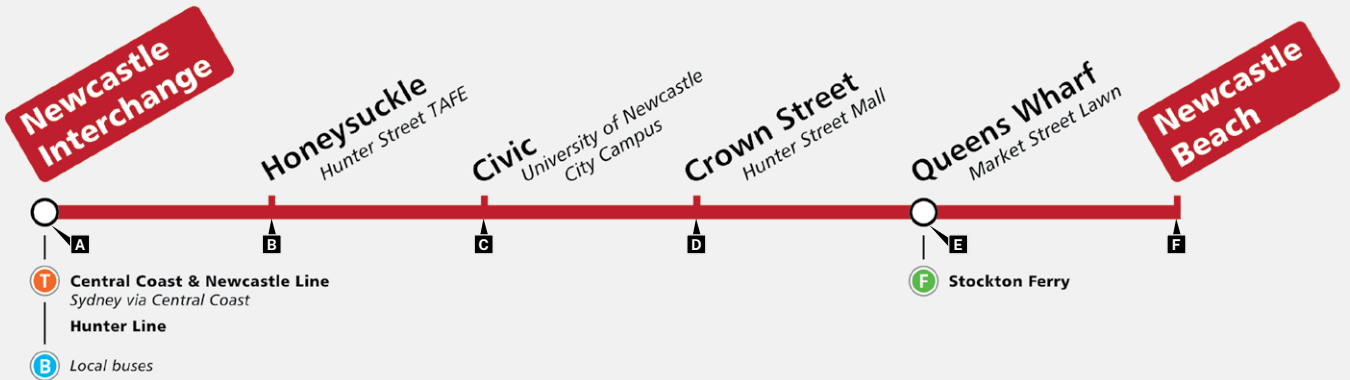 Newcastle
Interchange
Honeysuckle
Hunter Street TAFE
Civic
University of Newcastle
City Campus
Crown Street
Hunter Street Mall
Queens Wharf
Market Street Lawn
Newcastle
Beach
A
B
C
D
E
F
T
Central Coast & Newcastle Line
Sydney via Central Coast
Hunter Line
B
Local buses
F
Stockton Ferry